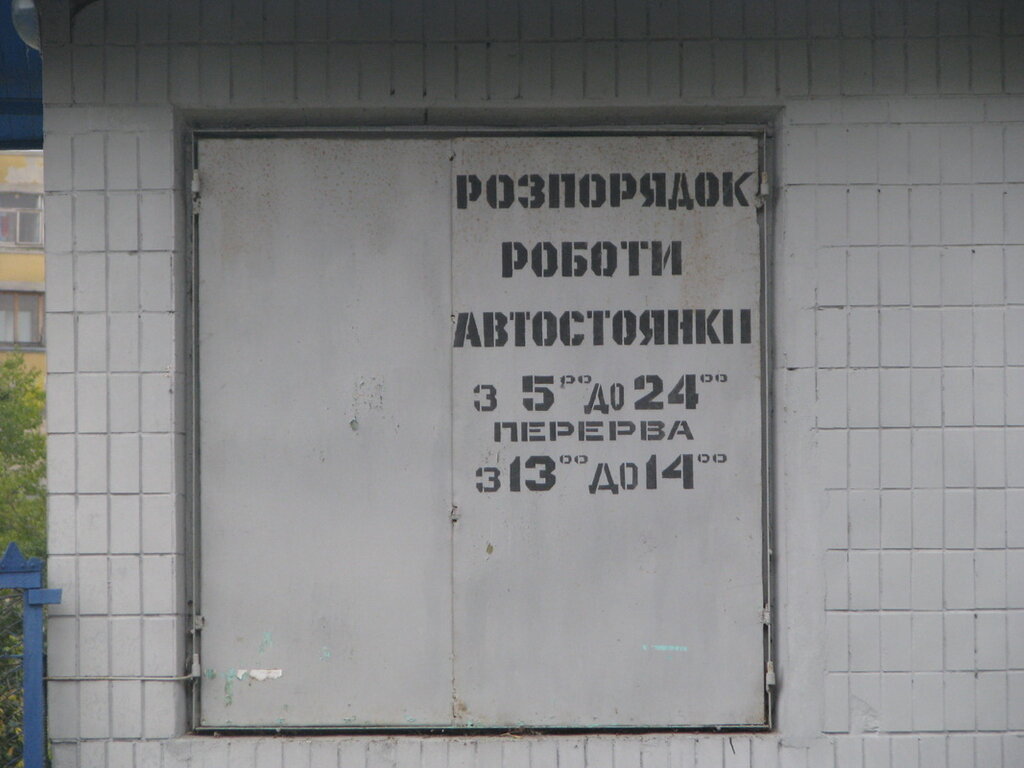 РОЗПОРЯДОК
РОБОТИ
АВТОСТОЯНКИ
З 5⁰⁰ ДО 24⁰⁰
ПЕРЕРВА
З 13⁰⁰ ДО 14⁰⁰